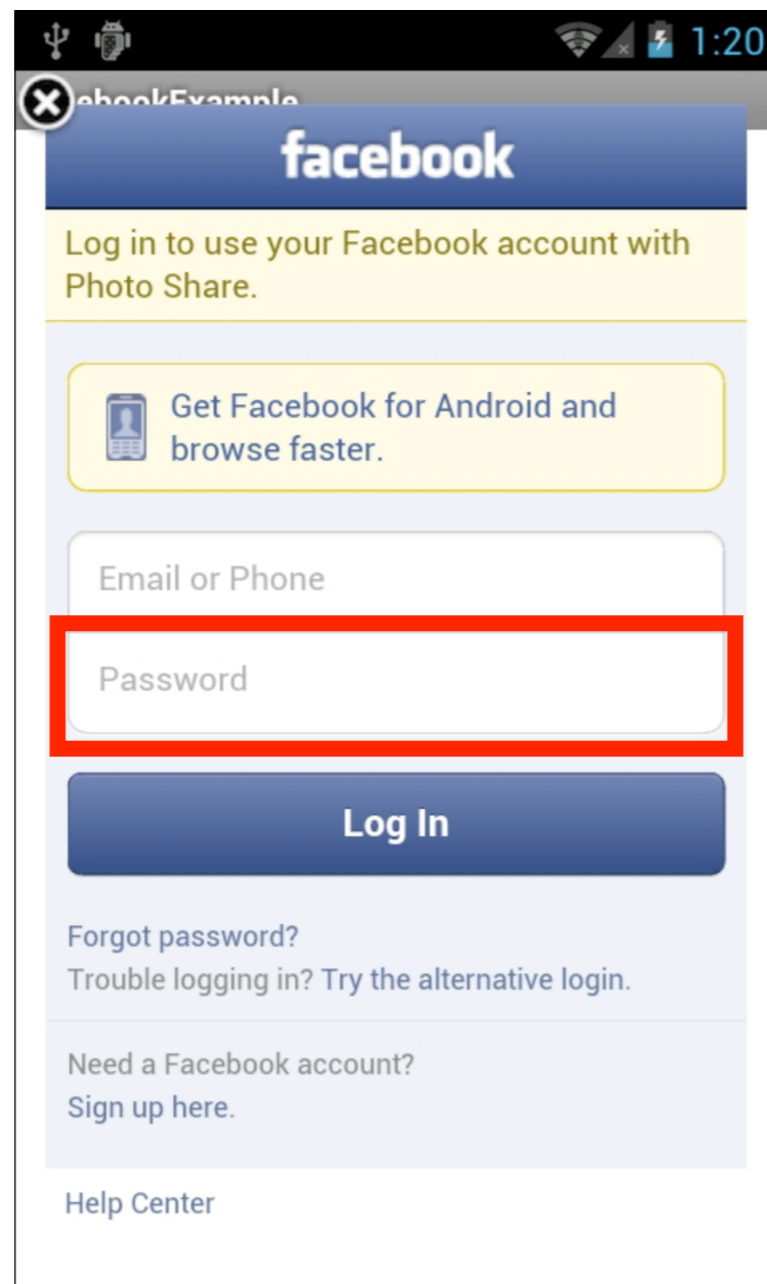 1:20
ebookExample
facebook
Log in to use your Facebook account with
Photo Share.
Get Facebook for Android and
browse faster.
Email or Phone
Password
Log In
Forgot password?
Trouble logging in? Try the alternative login.
Need a Facebook account?
Sign up here.
Help Center